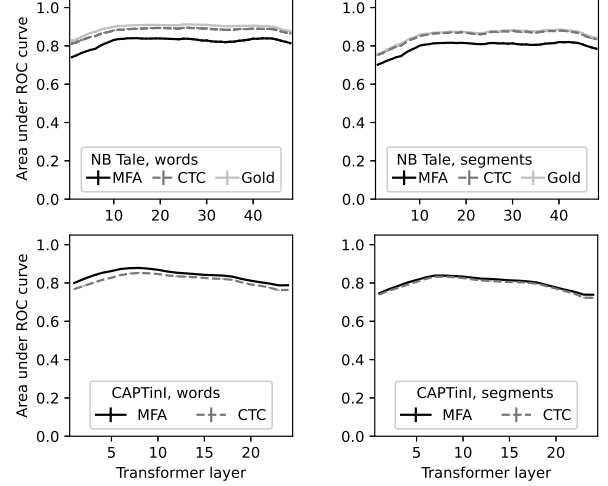 1.0
0.8
0.6
0.4
0.2
0.0
Area under ROC curve
NB Tale, words
MFA CTC Gold
10 20 30 40
1.0
0.8
0.6
0.4
0.2
0.0
NB Tale, segments
MFA CTC Gold
10 20 30 40
1.0
0.8
0.6
0.4
0.2
0.0
Area under ROC curve
CAPTinI, words
MFA CTC
5 10 15 20
Transformer layer
1.0
0.8
0.6
0.4
0.2
0.0
CAPTinI, segments
MFA CTC
5 10 15 20
Transformer layer